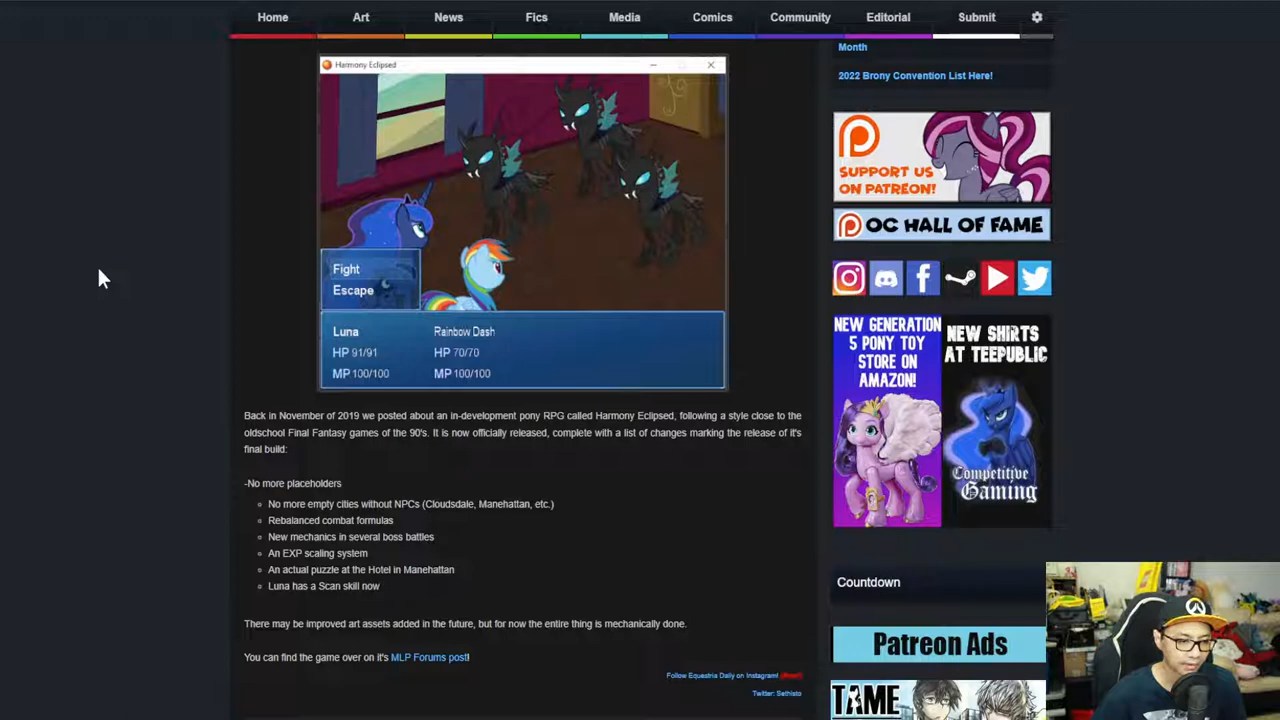 Home Art News Fics Media Comics Community Editorial Submit
Harmony Eclipsed
Fight
Escape
Luna Rainbow Dash
HP 91/91 HP 70/70
MP 100/100 MP 100/100
Back in November of 2019 we posted about an in-development pony RPG called Harmony Eclipsed, following a style close to the
oldschool Final Fantasy games of the 90's. It is now officially released, complete with a list of changes marking the release of it's
final build:
-No more placeholders
No more empty cities without NPCs (Cloudsdale, Manehattan, etc.)
Rebalanced combat formulas
New mechanics in several boss battles
An EXP scaling system
An actual puzzle at the Hotel in Manehattan
Luna has a Scan skill now
There may be improved art assets added in the future, but for now the entire thing is mechanically done.
You can find the game over on it's MLP Forums post!
Follow Equestria Daily on Instagram!
Twitter: Sethisto
Month
2022 Brony Convention List Here!
SUPPORT US
ON PATREON!
OC HALL OF FAME
NEW GENERATION
5 PONY TOY
STORE ON
AMAZON!
NEW SHIRTS
AT TEEPUBLIC
Competitive
Gaming
Countdown
Patreon Ads
TAME